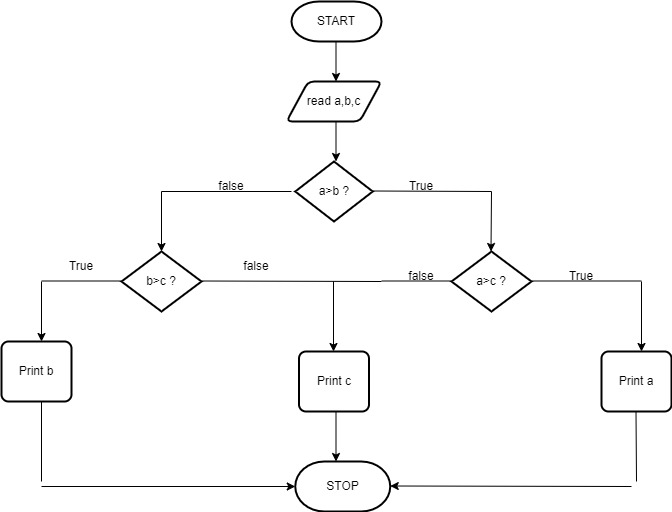 START
read a,b,c
a>b ?
false
True
b>c ?
a>c ?
True
false
false
True
Print b
Print c
Print a
STOP